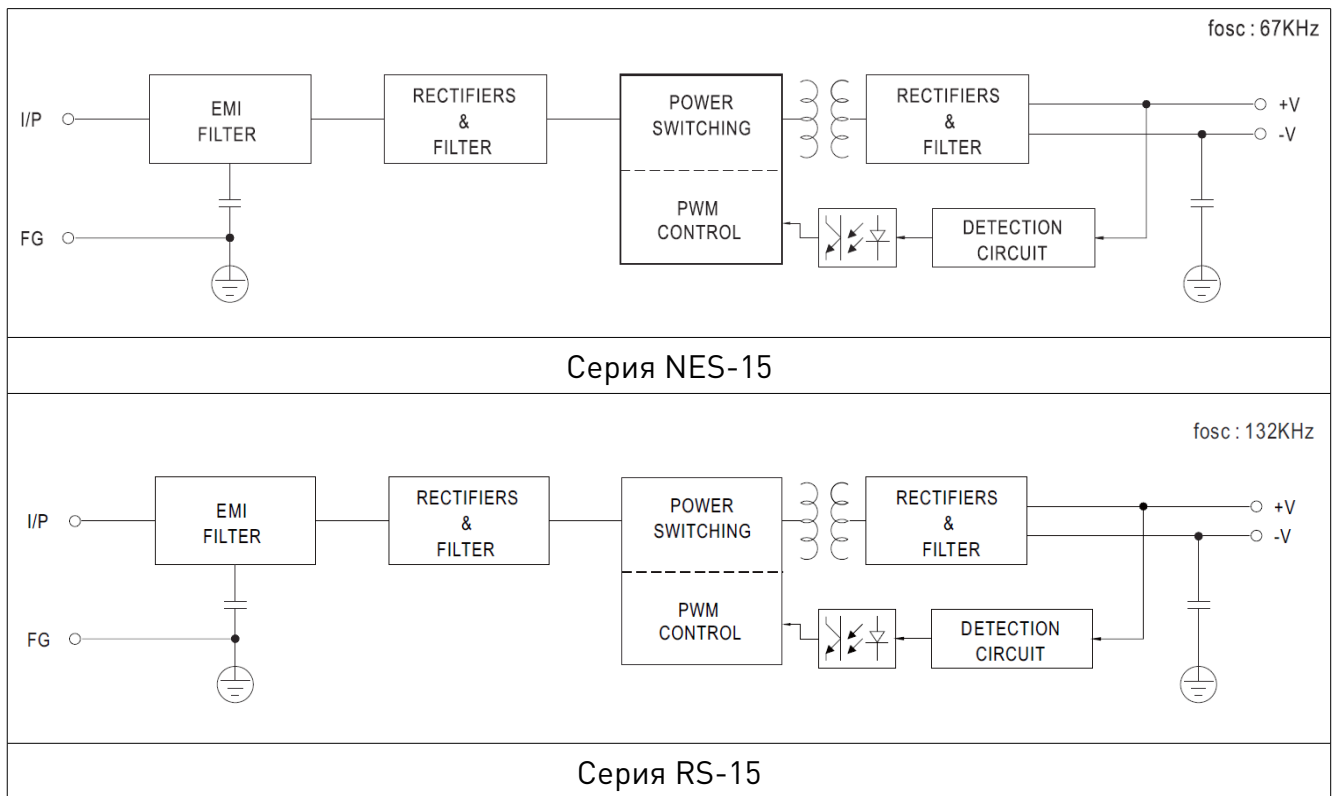 fosc : 67KHz
I/P
EMI
FILTER
RECTIFIERS
&
FILTER
POWER
SWITCHING
PWM
CONTROL
RECTIFIERS
&
FILTER
+V
-V
DETECTION
CIRCUIT
FG
Серия NES-15
fosc : 132KHz
I/P
EMI
FILTER
RECTIFIERS
&
FILTER
POWER
SWITCHING
PWM
CONTROL
RECTIFIERS
&
FILTER
+V
-V
DETECTION
CIRCUIT
FG
Серия RS-15